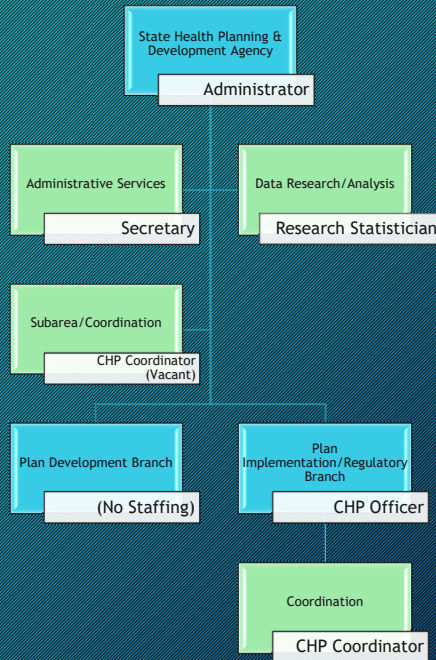 State Health Planning &
Development Agency
Administrator
Administrative Services
Secretary
Data Research/Analysis
Research Statistician
Subarea/Coordination
CHP Coordinator
(Vacant)
Plan Development Branch
(No Staffing)
Plan
Implementation/Regulatory
Branch
CHP Officer
Coordination
CHP Coordinator